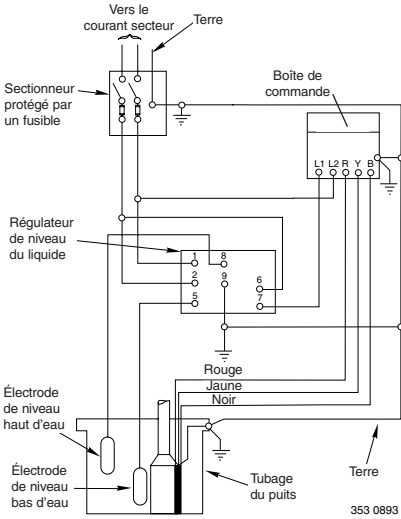 Vers le
courant secteur
Terre
Sectionneur
protégé par
un fusible
Boîte de
commande
L1 L2 R Y B
Régulateur
de niveau
du liquide
1
8
2
9
6
5
7
Rouge
Jaune
Noir
Électrode
de niveau
haut d'eau
Électrode
de niveau
bas d'eau
Tubage
du puits
Terre
353 0893